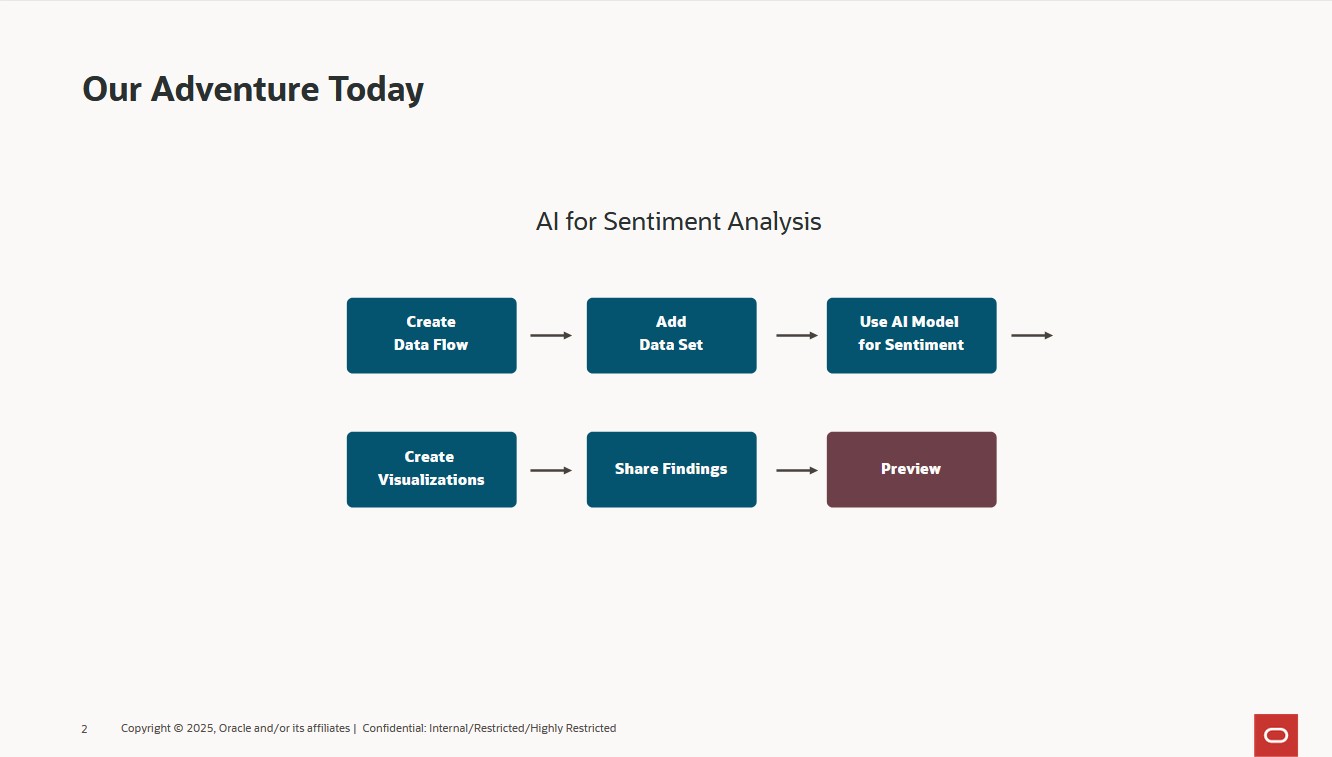 Our Adventure Today
AI for Sentiment Analysis
Create
Data Flow
Add
Data Set
Use AI Model
for Sentiment
Create
Visualizations
Share Findings
Preview
2 Copyright © 2025, Oracle and/or its affiliates | Confidential: Internal/Restricted/Highly Restricted